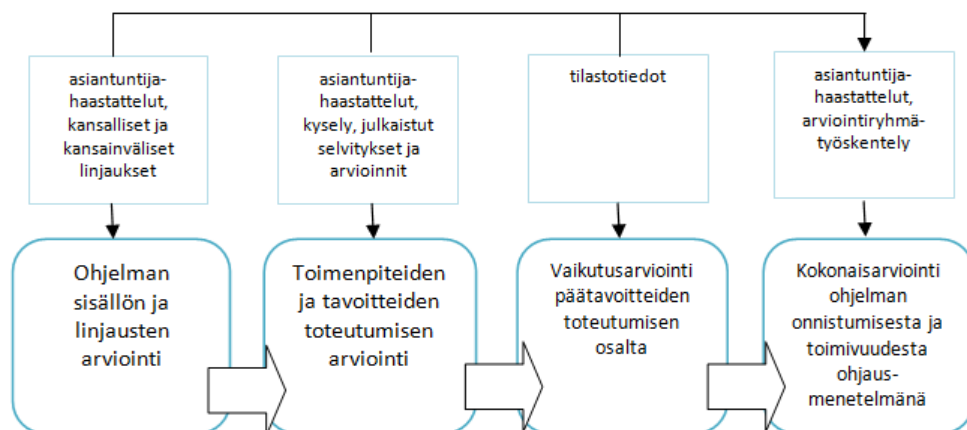 asiantuntija-
haastattelut,
kansalliset ja
kansainväliset
linjaukset
asiantuntija-
haastattelut,
kysely, julkaistut
selvitykset ja
arvioinnit
tilastotiedot
asiantuntija-
haastattelut,
arviointiryhmä-
työskentely
Ohjelman
sisällön ja
linjausten
arviointi
Toimenpiteiden
ja tavoitteiden
toteutumisen
arviointi
Vaikutusarviointi
päätavoitteiden
toteutumisen
osalta
Kokonaisarviointi
ohjelman
onnistumisesta ja
toimivuudesta
ohjaus-
menetelmänä